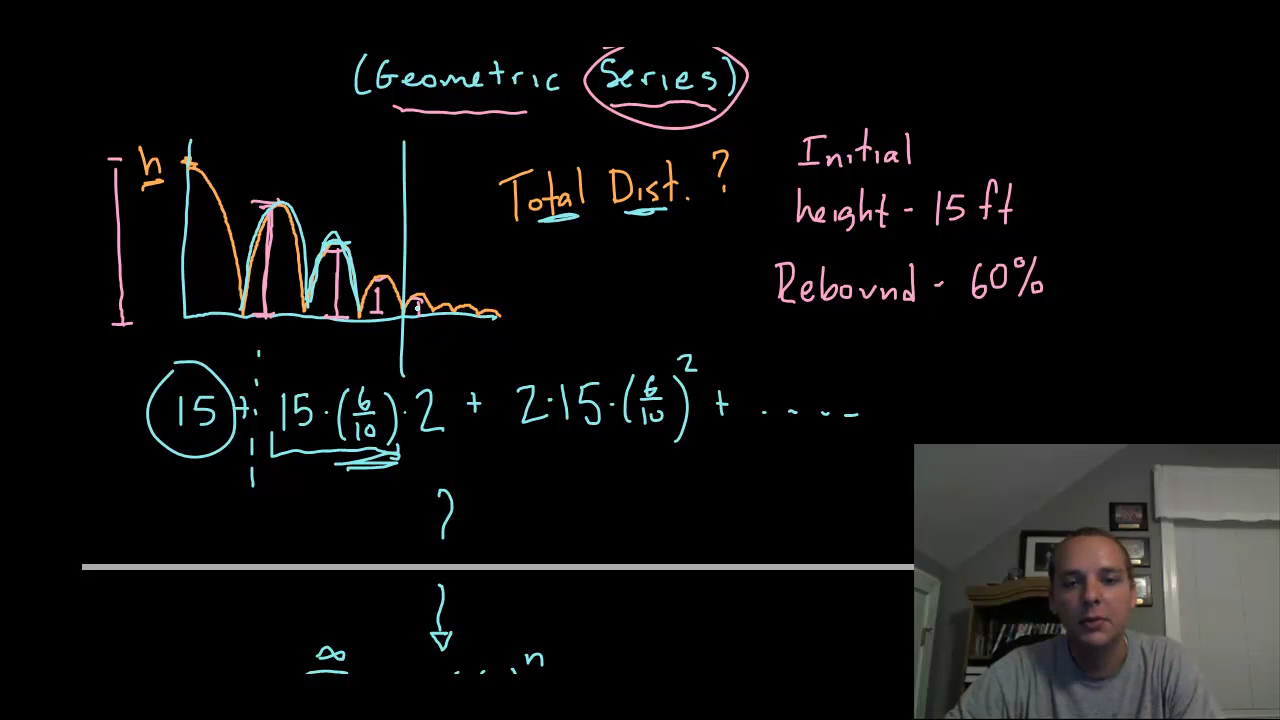 (Geometric Series)
h
Total Dist. ?
Initial
height - 15 ft
Rebound - 60%
15 + 15 · (6/10) · 2 + 2·15·(6/10)² + .....
?
∞ n